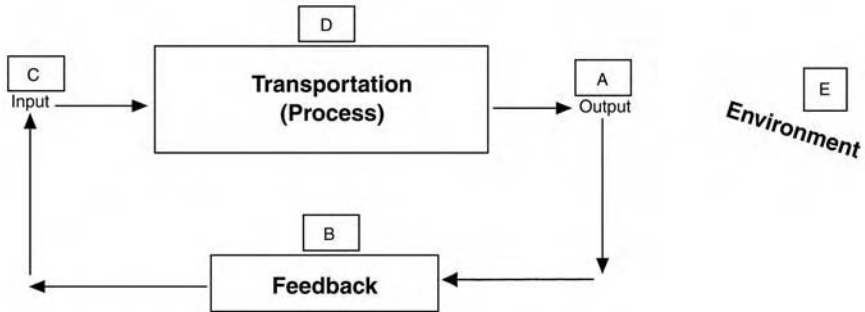 D
C
Input
Transportation
(Process)
A
Output
E
Environment
B
Feedback